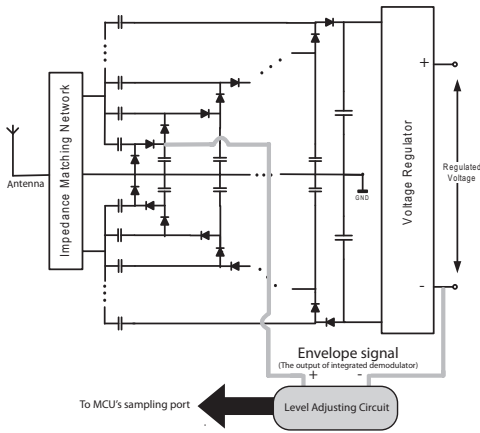 Antenna
Impedance Matching Network
GND
Voltage Regulator
+
-
Regulated
Voltage
Envelope signal
(The output of integrated demodulator)
+ -
To MCU's sampling port
Level Adjusting Circuit